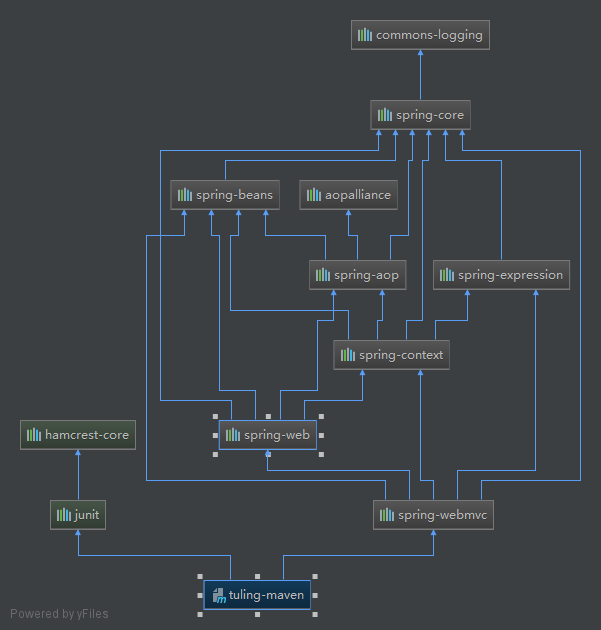 commons-logging
spring-core
spring-beans
aopalliance
spring-aop
spring-expression
spring-context
hamcrest-core
spring-web
junit
spring-webmvc
m tuling-maven
Powered by yFiles